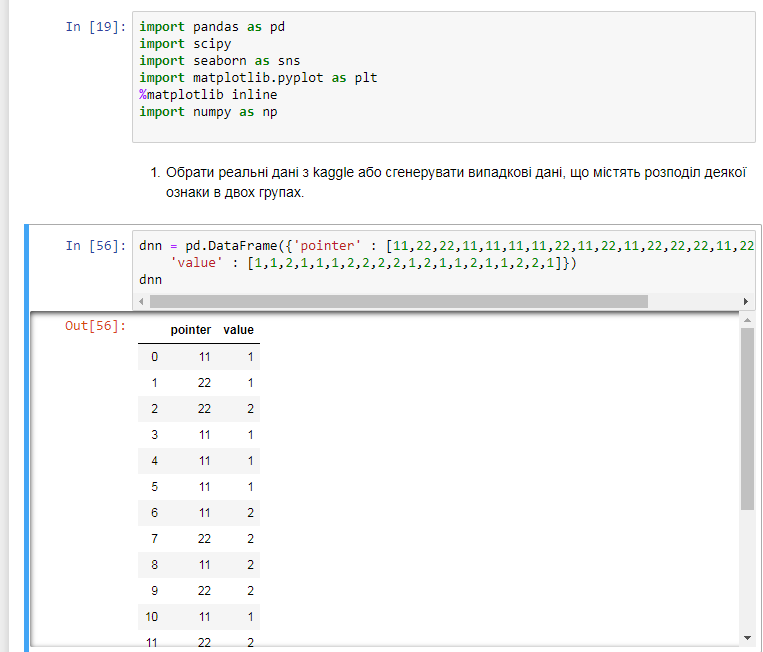 In [19]: import pandas as pd
import scipy
import seaborn as sns
import matplotlib.pyplot as plt
%matplotlib inline
import numpy as np
1. Обрати реальні дані з kaggle або сгенерувати випадкові дані, що містять розподіл деякої
ознаки в двох групах.
In [56]: dnn = pd.DataFrame({'pointer' : [11,22,22,11,11,11,11,22,11,22,11,22,22,22,11,22
'value' : [1,1,2,1,1,1,2,2,2,2,1,2,1,1,2,1,1,2,2,1]})
dnn
Out[56]:
pointer value
0 11 1
1 22 1
2 22 2
3 11 1
4 11 1
5 11 1
6 11 2
7 22 2
8 11 2
9 22 2
10 11 1
11 22 2